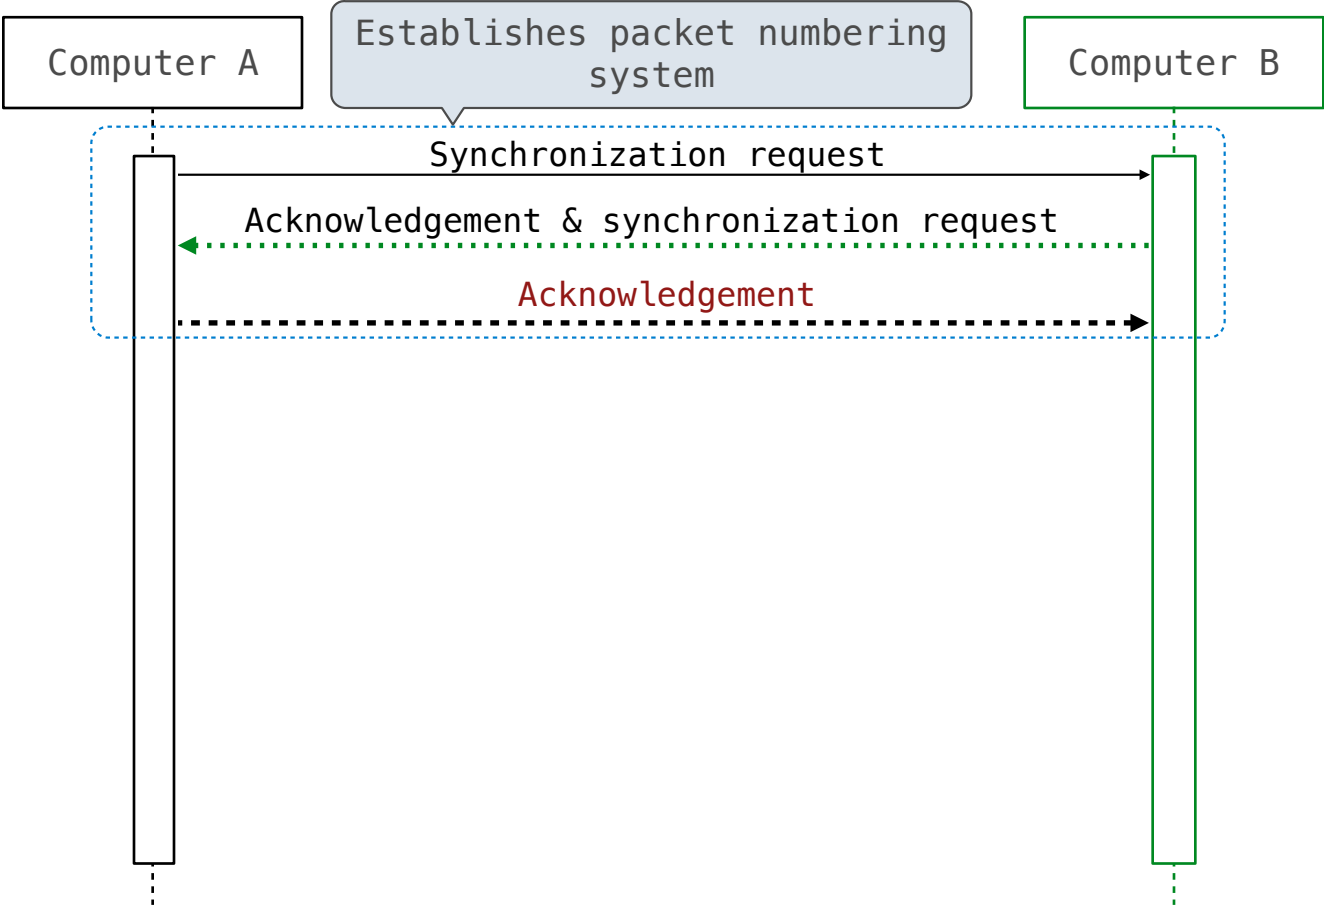 Computer A
Establishes packet numbering
system
Computer B
Synchronization request
Acknowledgement & synchronization request
Acknowledgement